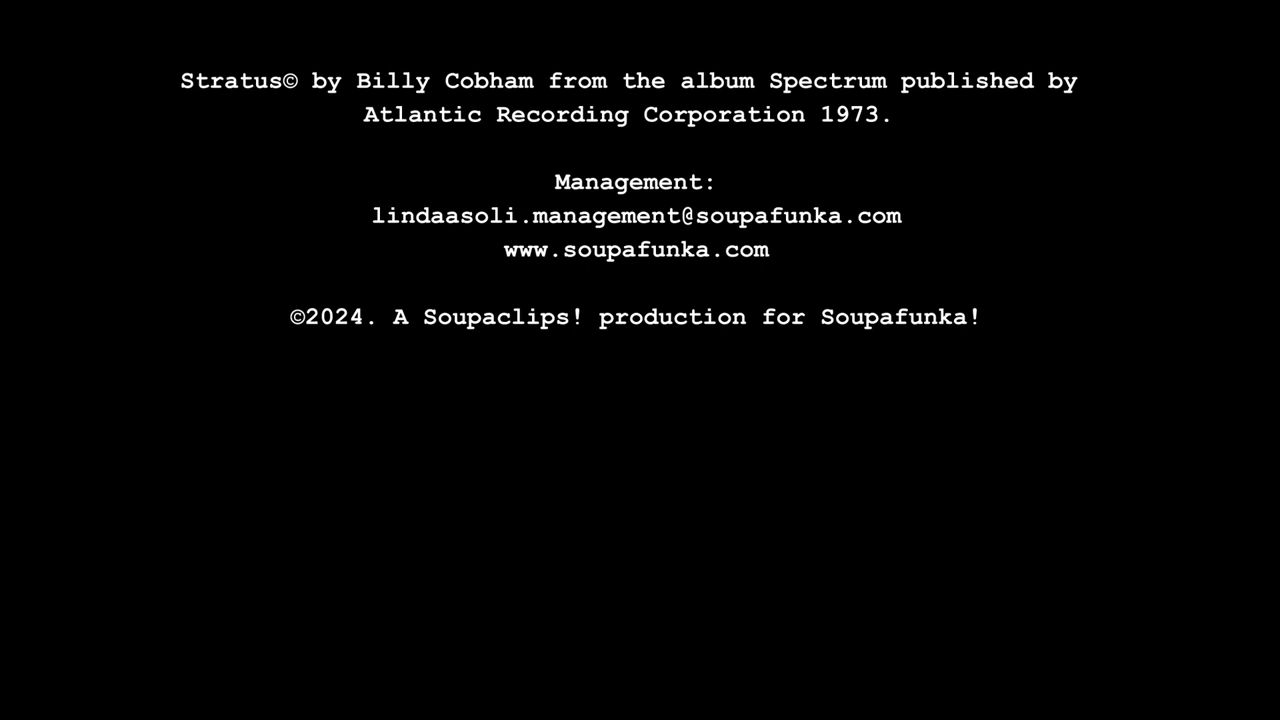 Stratus© by Billy Cobham from the album Spectrum published by
Atlantic Recording Corporation 1973.
Management:
lindaasoli.management@soupafunka.com
www.soupafunka.com
©2024. A Soupaclips! production for Soupafunka!